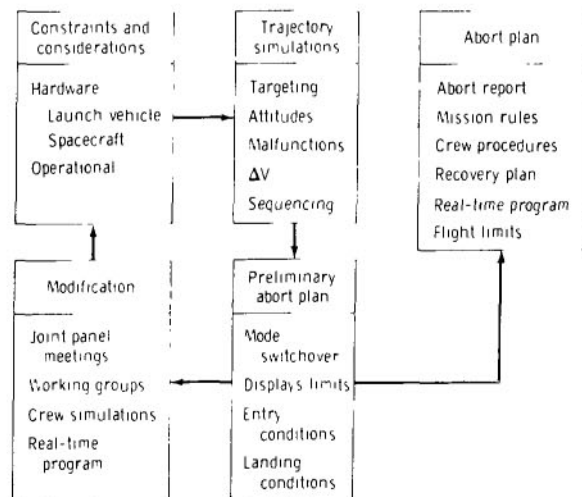 Constraints and
considerations
Hardware
Launch vehicle
Spacecraft
Operational
Trajectory
simulations
Targeting
Attitudes
Malfunctions
ΔV
Sequencing
Abort plan
Abort report
Mission rules
Crew procedures
Recovery plan
Real-time program
Flight limits
Modification
Joint panel
meetings
Working groups
Crew simulations
Real-time
program
Preliminary
abort plan
Mode
switchover
Displays limits
Entry
conditions
Landing
conditions